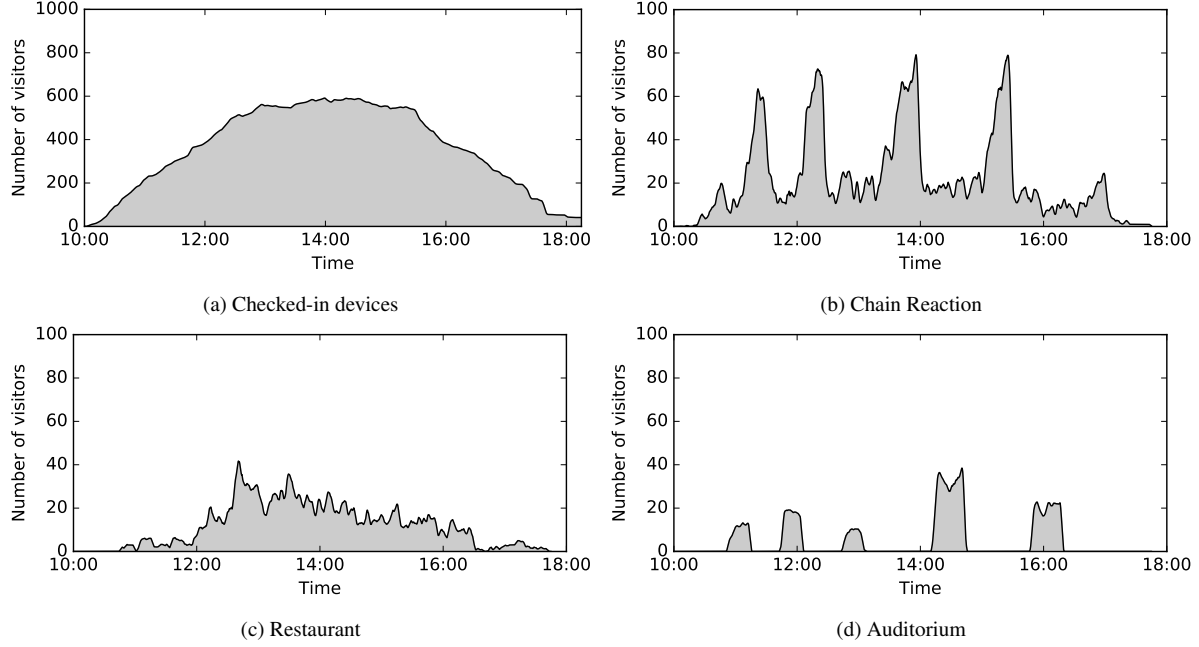 1000
800
600
400
200
0
Number of visitors
10:00 12:00 14:00 16:00 18:00
Time
(a) Checked-in devices
100
80
60
40
20
0
Number of visitors
10:00 12:00 14:00 16:00 18:00
Time
(b) Chain Reaction
100
80
60
40
20
0
Number of visitors
10:00 12:00 14:00 16:00 18:00
Time
(c) Restaurant
100
80
60
40
20
0
Number of visitors
10:00 12:00 14:00 16:00 18:00
Time
(d) Auditorium